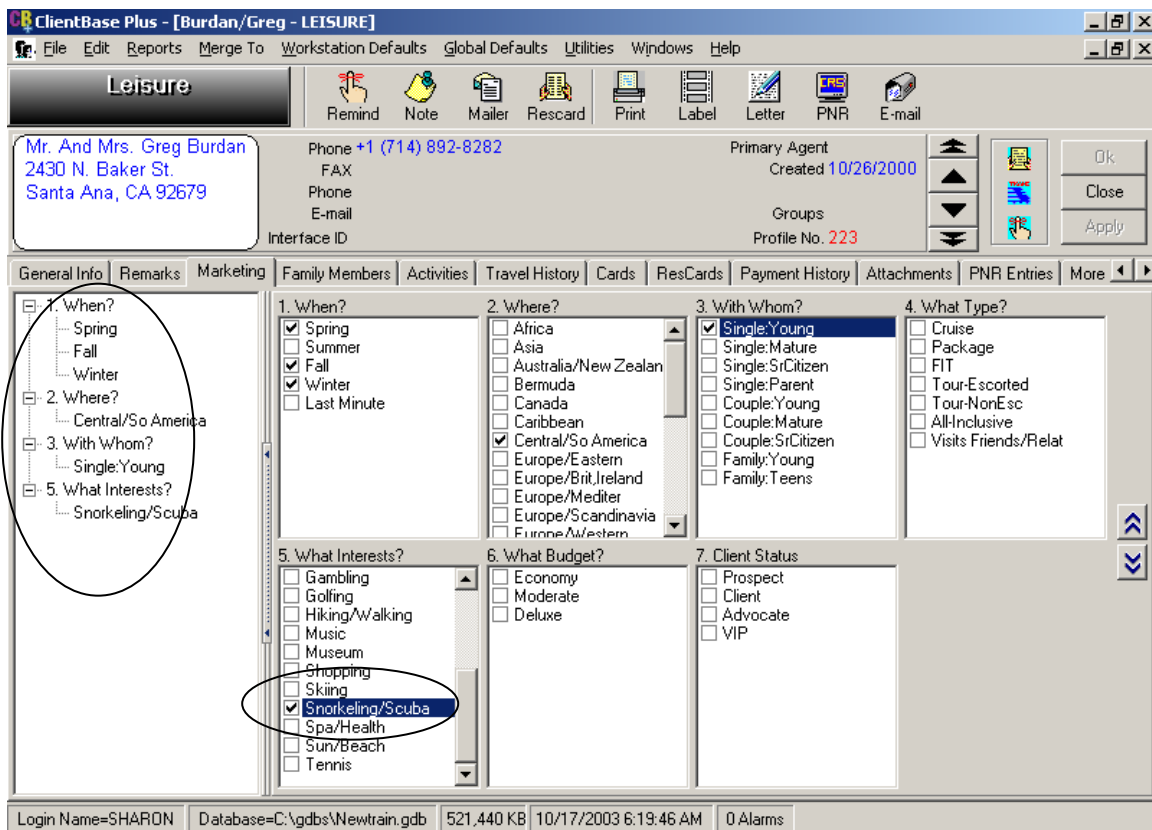 ClientBase Plus - [Burdan/Greg - LEISURE]
File Edit Reports Merge To Workstation Defaults Global Defaults Utilities Windows Help
Leisure
Remind Note Mailer Rescard Print Label Letter PNR E-mail
Mr. And Mrs. Greg Burdan
2430 N. Baker St.
Santa Ana, CA 92679
Phone +1 (714) 892-8282
FAX
Phone
E-mail
Interface ID
Primary Agent
Created 10/26/2000
Groups
Profile No. 223
Ok
Close
Apply
General Info Remarks Marketing Family Members Activities Travel History Cards ResCards Payment History Attachments PNR Entries More
1. When?
Spring
Fall
Winter
2. Where?
Central/So America
3. With Whom?
Single:Young
5. What Interests?
Snorkeling/Scuba
1. When?
Spring
Summer
Fall
Winter
Last Minute
2. Where?
Africa
Asia
Australia/New Zealan
Bermuda
Canada
Caribbean
Central/So America
Europe/Eastern
Europe/Brit,Ireland
Europe/Mediter
Europe/Scandinavia
Europe/Western
3. With Whom?
Single:Young
Single:Mature
Single:SrCitizen
Single:Parent
Couple:Young
Couple:Mature
Couple:SrCitizen
Family:Young
Family:Teens
4. What Type?
Cruise
Package
FIT
Tour-Escorted
Tour-NonEsc
All-Inclusive
Visits Friends/Relat
5. What Interests?
Gambling
Golfing
Hiking/Walking
Music
Museum
Shopping
Skiing
Snorkeling/Scuba
Spa/Health
Sun/Beach
Tennis
6. What Budget?
Economy
Moderate
Deluxe
7. Client Status
Prospect
Client
Advocate
VIP
Login Name=SHARON Database=C:\gdbs\Newtrain.gdb 521,440 KB 10/17/2003 6:19:46 AM 0 Alarms